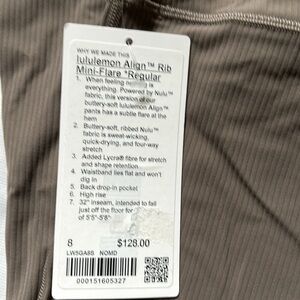 WHY WE MADE THIS
lululemon Align™ Rib
Mini-Flare *Regular
1. When feeling is
everything. Powered by Nulu™
fabric, this version of our
buttery-soft lululemon Align™
pants has a subtle flare at the
hem
2. Buttery-soft, ribbed Nulu™
fabric is sweat-wicking,
quick-drying, and four-way
stretch
3. Added Lycra® fibre for stretch
and shape retention
4. Waistband lies flat and won't
dig in
5. Back drop-in pocket
6. High rise
7. 32" inseam, intended to fall
just off the floor for
of 5'5"-5'8"
8 $128.00
LW5GA8S NOMD
000151605327